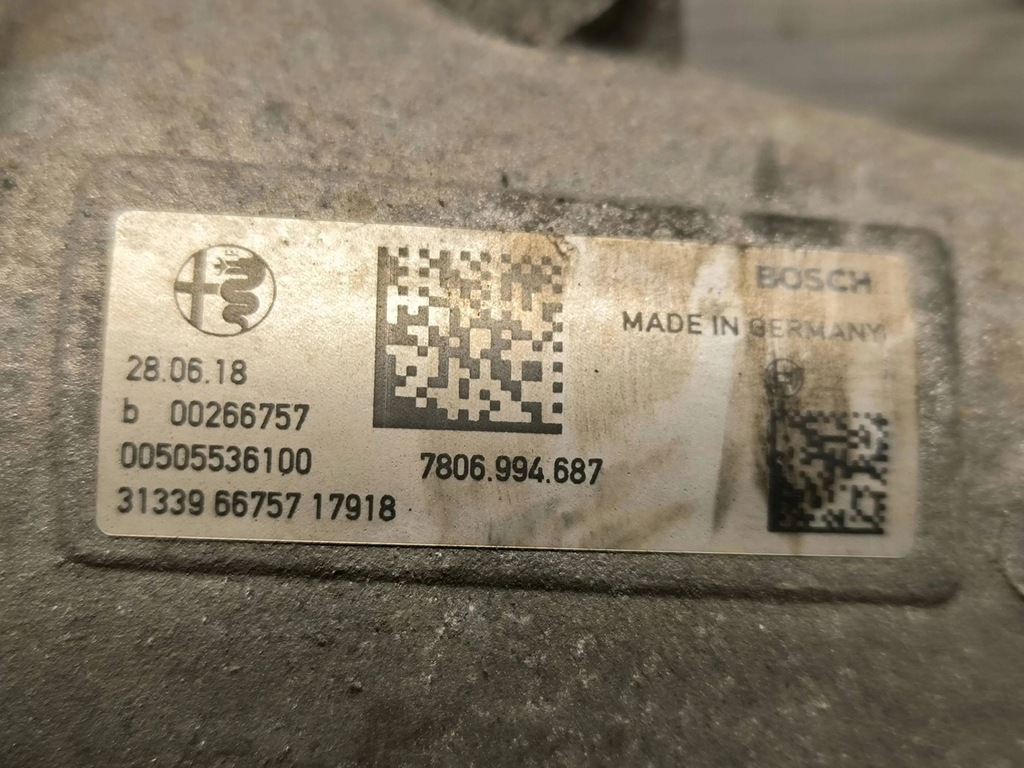 28.06.18
b 00266757
00505536100
31339 66757 17918
7806.994.687
BOSCH
MADE IN GERMANY